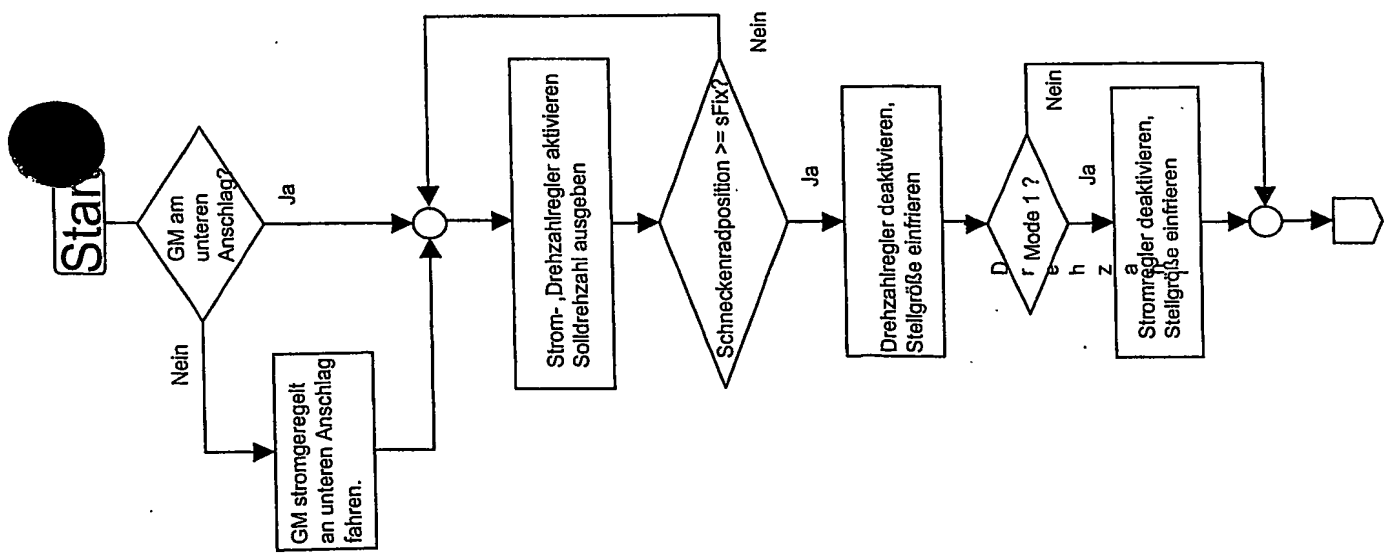 Start
GM am
unteren
Anschlag?
Ja
Nein
GM stromgeregelt
an unteren Anschlag
fahren.
Strom- ,Drehzahlregler aktivieren
Solldrehzahl ausgeben
Schneckenradposition >= sFix?
Nein
Ja
Drehzahlregler deaktivieren,
Stellgröße einfrieren
Mode 1 ?
Nein
Ja
D r e h z a
Stromregler deaktivieren,
Stellgröße einfrieren